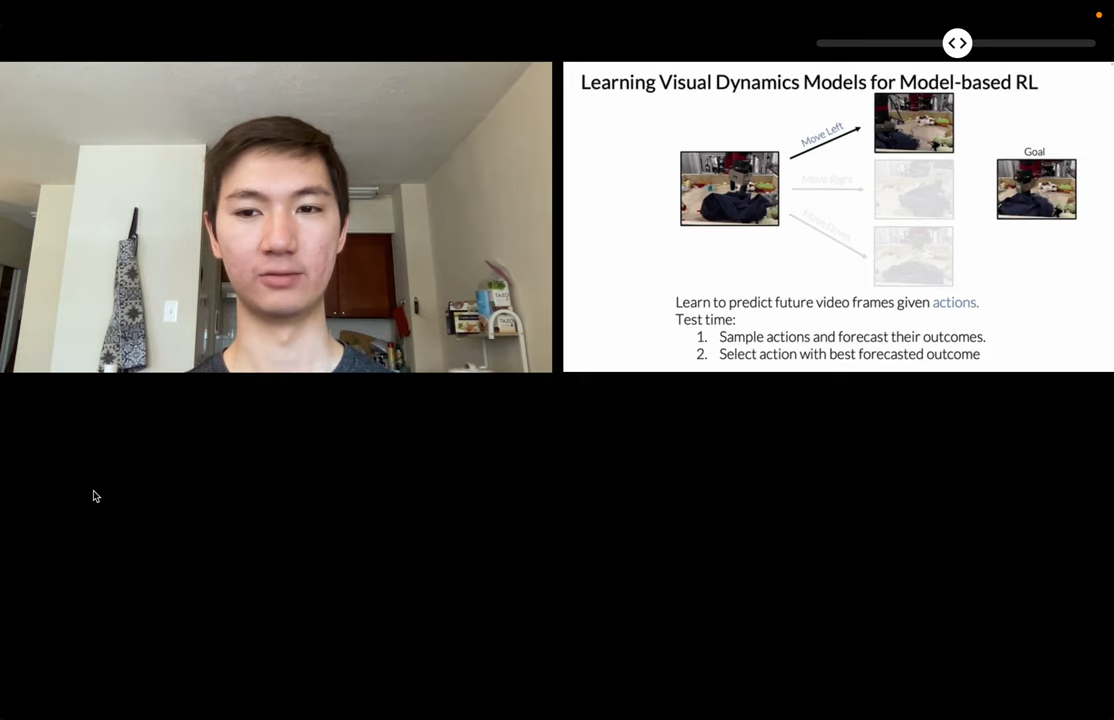 Learning Visual Dynamics Models for Model-based RL
Move Left
Goal
Move Right
Move Down
Learn to predict future video frames given actions.
Test time:
1. Sample actions and forecast their outcomes.
2. Select action with best forecasted outcome
TAZO
TAZO